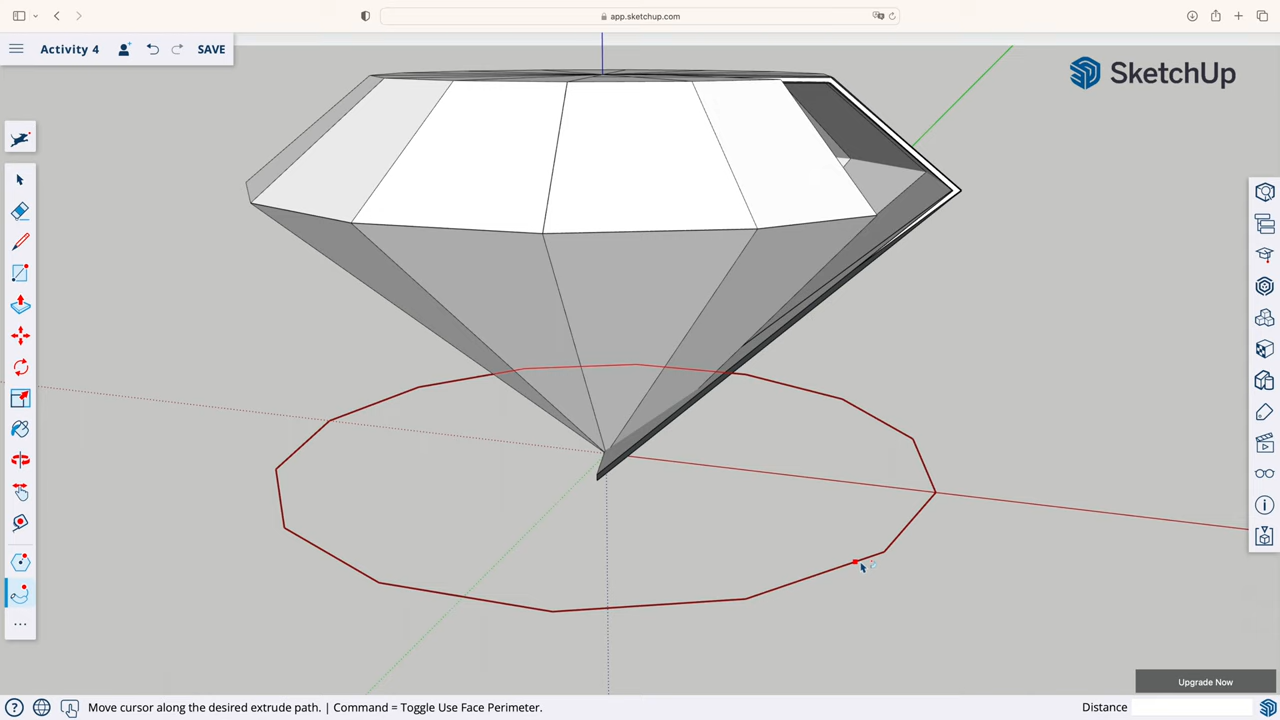 app.sketchup.com
Activity 4
SAVE
SketchUp
Upgrade Now
Move cursor along the desired extrude path. | Command = Toggle Use Face Perimeter.
Distance